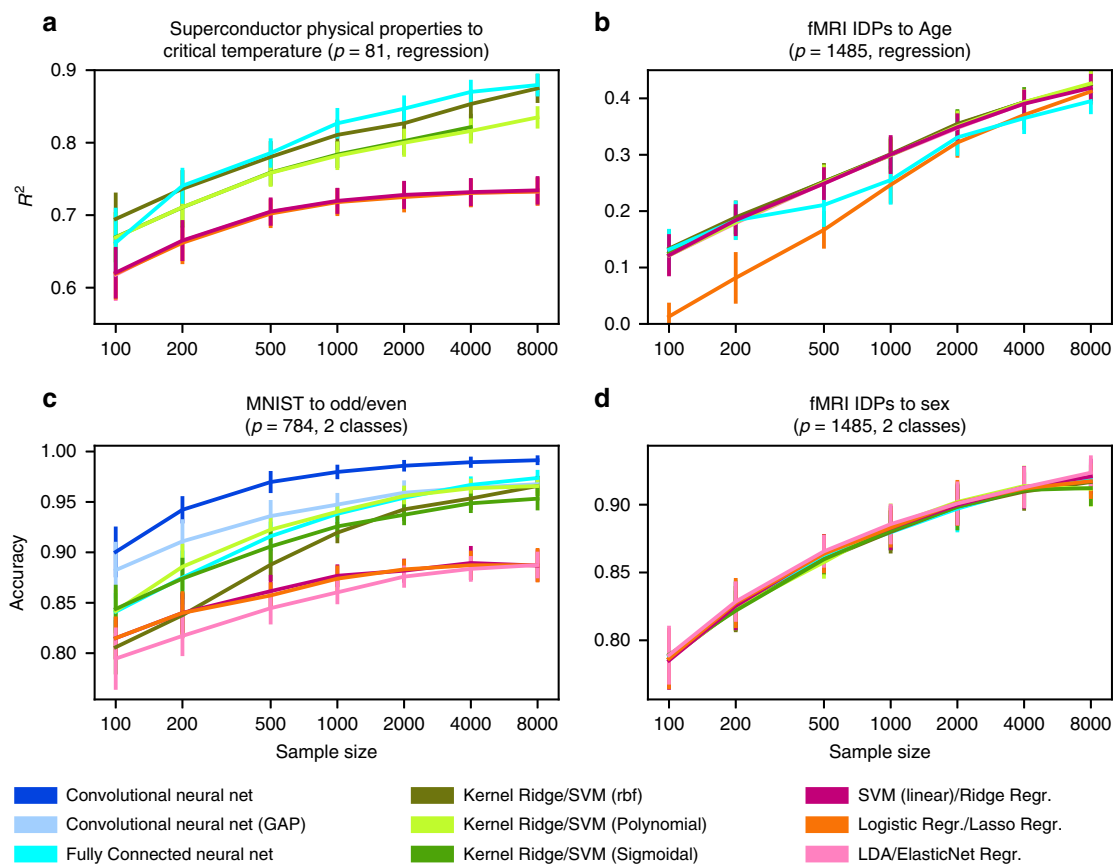 a
Superconductor physical properties to
critical temperature (p = 81, regression)
0.9
0.8
0.7
0.6
R²
100 200 500 1000 2000 4000 8000
b
fMRI IDPs to Age
(p = 1485, regression)
0.4
0.3
0.2
0.1
0.0
100 200 500 1000 2000 4000 8000
c
MNIST to odd/even
(p = 784, 2 classes)
1.00
0.95
0.90
0.85
0.80
Accuracy
100 200 500 1000 2000 4000 8000
Sample size
d
fMRI IDPs to sex
(p = 1485, 2 classes)
0.90
0.85
0.80
100 200 500 1000 2000 4000 8000
Sample size
Convolutional neural net
Convolutional neural net (GAP)
Fully Connected neural net
Kernel Ridge/SVM (rbf)
Kernel Ridge/SVM (Polynomial)
Kernel Ridge/SVM (Sigmoidal)
SVM (linear)/Ridge Regr.
Logistic Regr./Lasso Regr.
LDA/ElasticNet Regr.